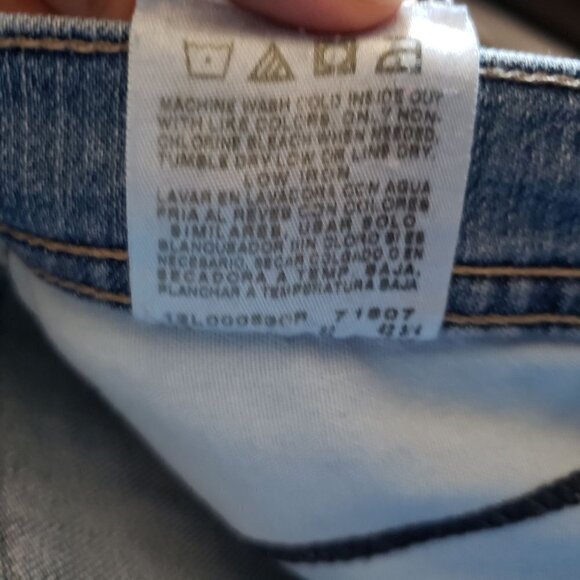 MACHINE WASH COLD INSIDE OUT
WITH LIKE COLORS, ONLY NON-
CHLORINE BLEACH WHEN NEEDED,
TUMBLE DRY LOW OR LINE DRY,
LOW IRON
LAVAR EN LAVADORA CON AGUA
FRIA AL REVES CON COLORES
SIMILARES, USAR SOLO
BLANQUEADOR SIN CLORO SI ES
NECESARIO, SECAR EN
SECADORA A TEMP. BAJA,
PLANCHAR A TEMPERATURA BAJA
71807